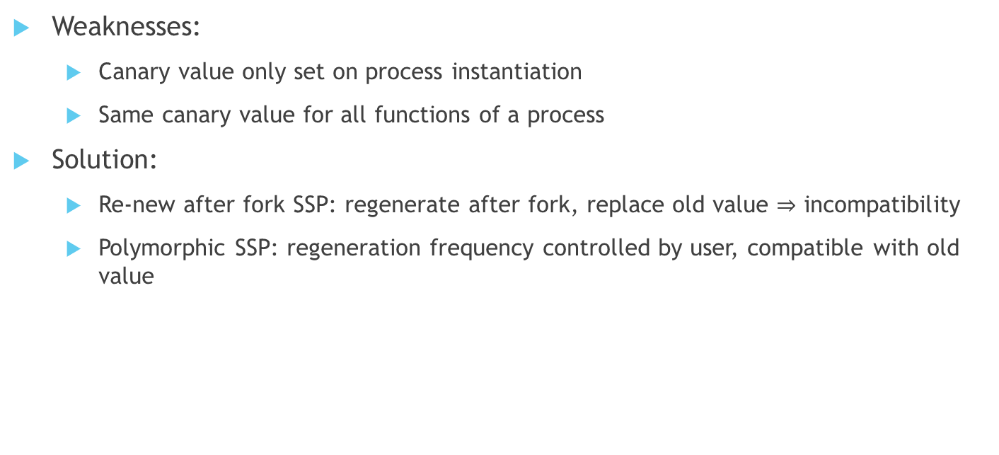 Weaknesses:
Canary value only set on process instantiation
Same canary value for all functions of a process
Solution:
Re-new after fork SSP: regenerate after fork, replace old value ⇒ incompatibility
Polymorphic SSP: regeneration frequency controlled by user, compatible with old
value